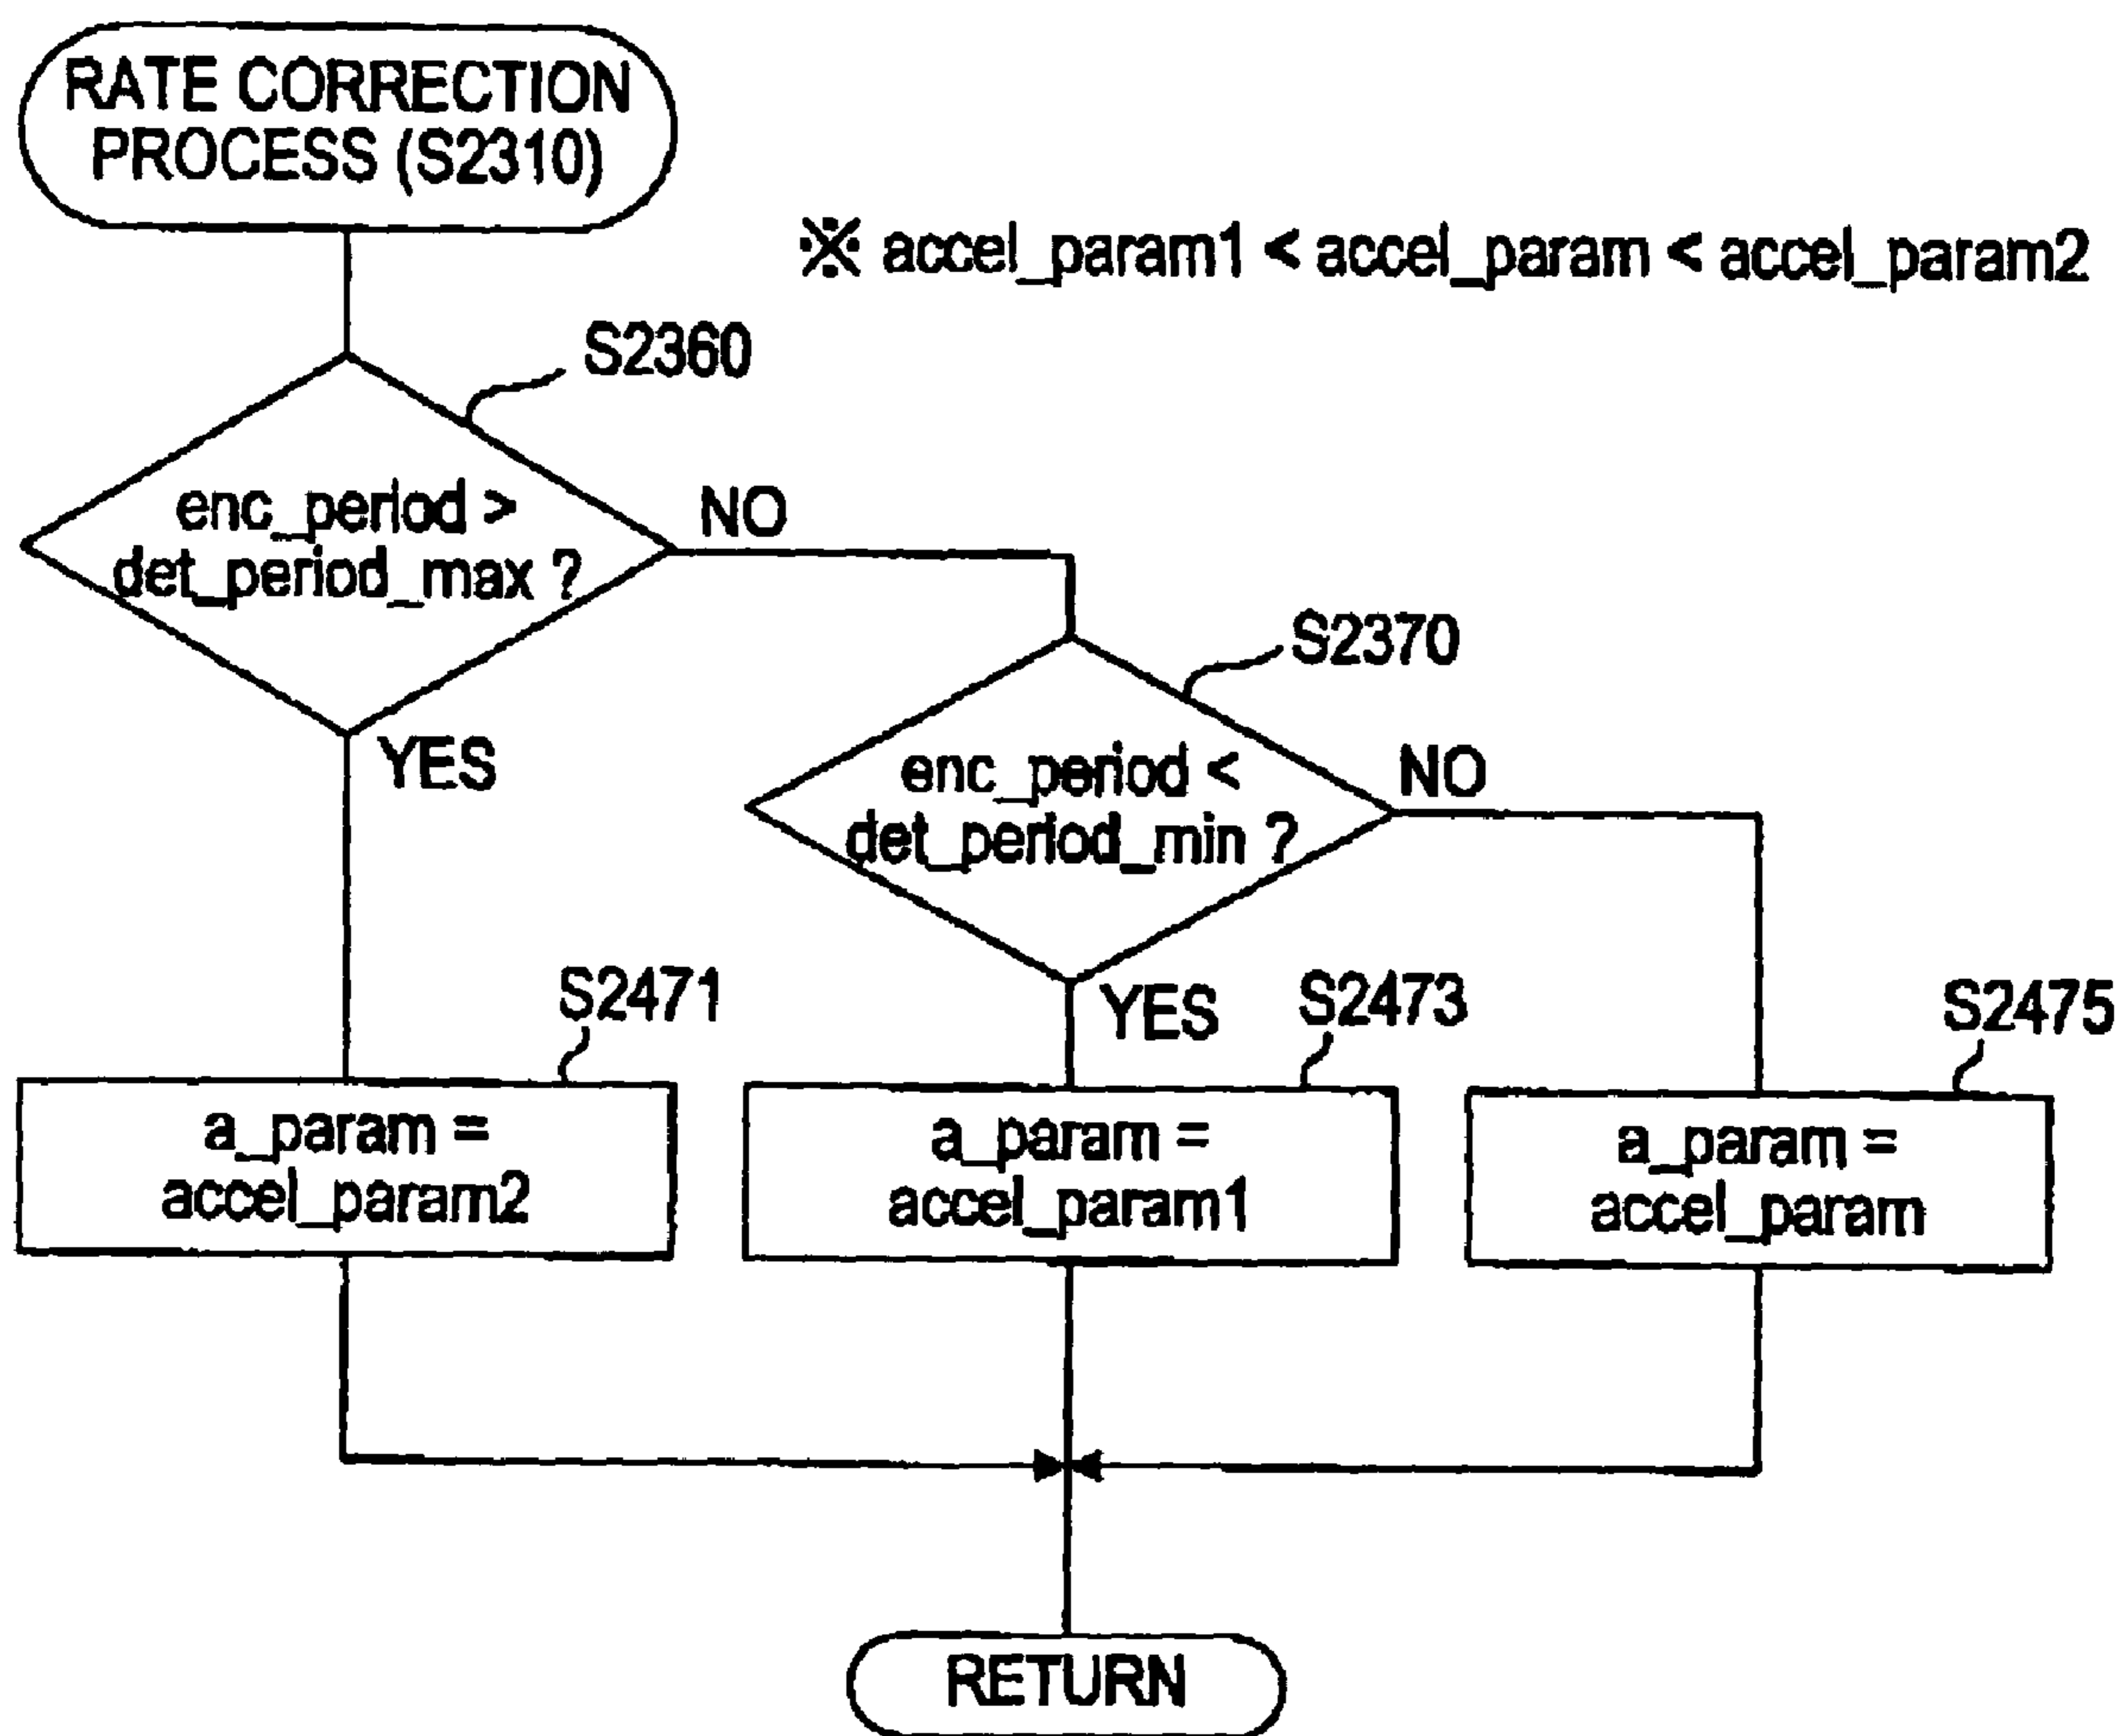 RATE CORRECTION
PROCESS (S2310)
※ accel_param1 < accel_param < accel_param2
S2360
enc_period >
det_period_max ?
NO
YES
S2370
enc_period <
det_period_min ?
NO
YES
S2471
a_param =
accel_param2
S2473
a_param =
accel_param1
S2475
a_param =
accel_param
RETURN